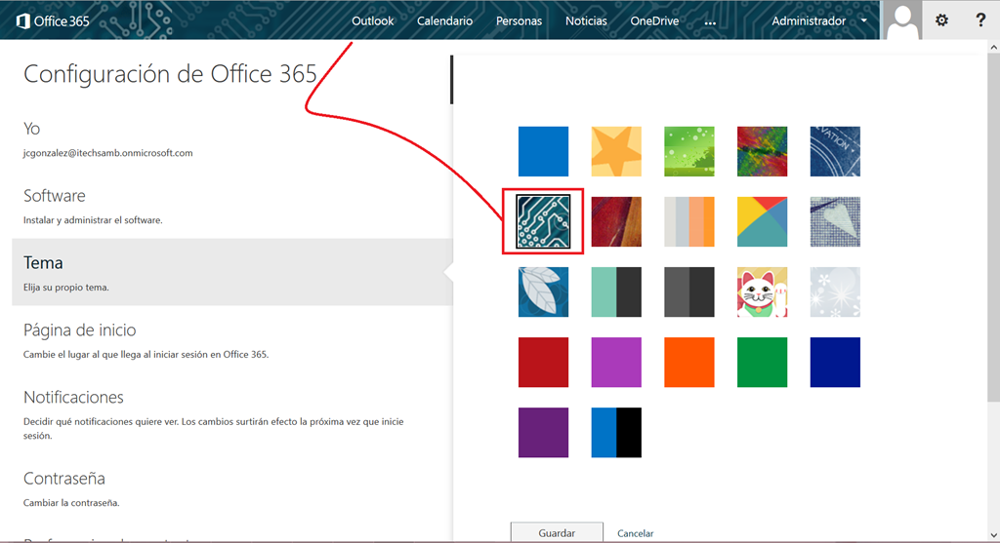 Office 365 Outlook Calendario Personas Noticias OneDrive ... Administrador ?
Configuración de Office 365
Yo
jcgonzalez@itechsamb.onmicrosoft.com
Software
Instalar y administrar el software.
Tema
Elija su propio tema.
Página de inicio
Cambie el lugar al que llega al iniciar sesión en Office 365.
Notificaciones
Decidir qué notificaciones quiere ver. Los cambios surtirán efecto la próxima vez que inicie
sesión.
Contraseña
Cambiar la contraseña.
VATION
Guardar Cancelar